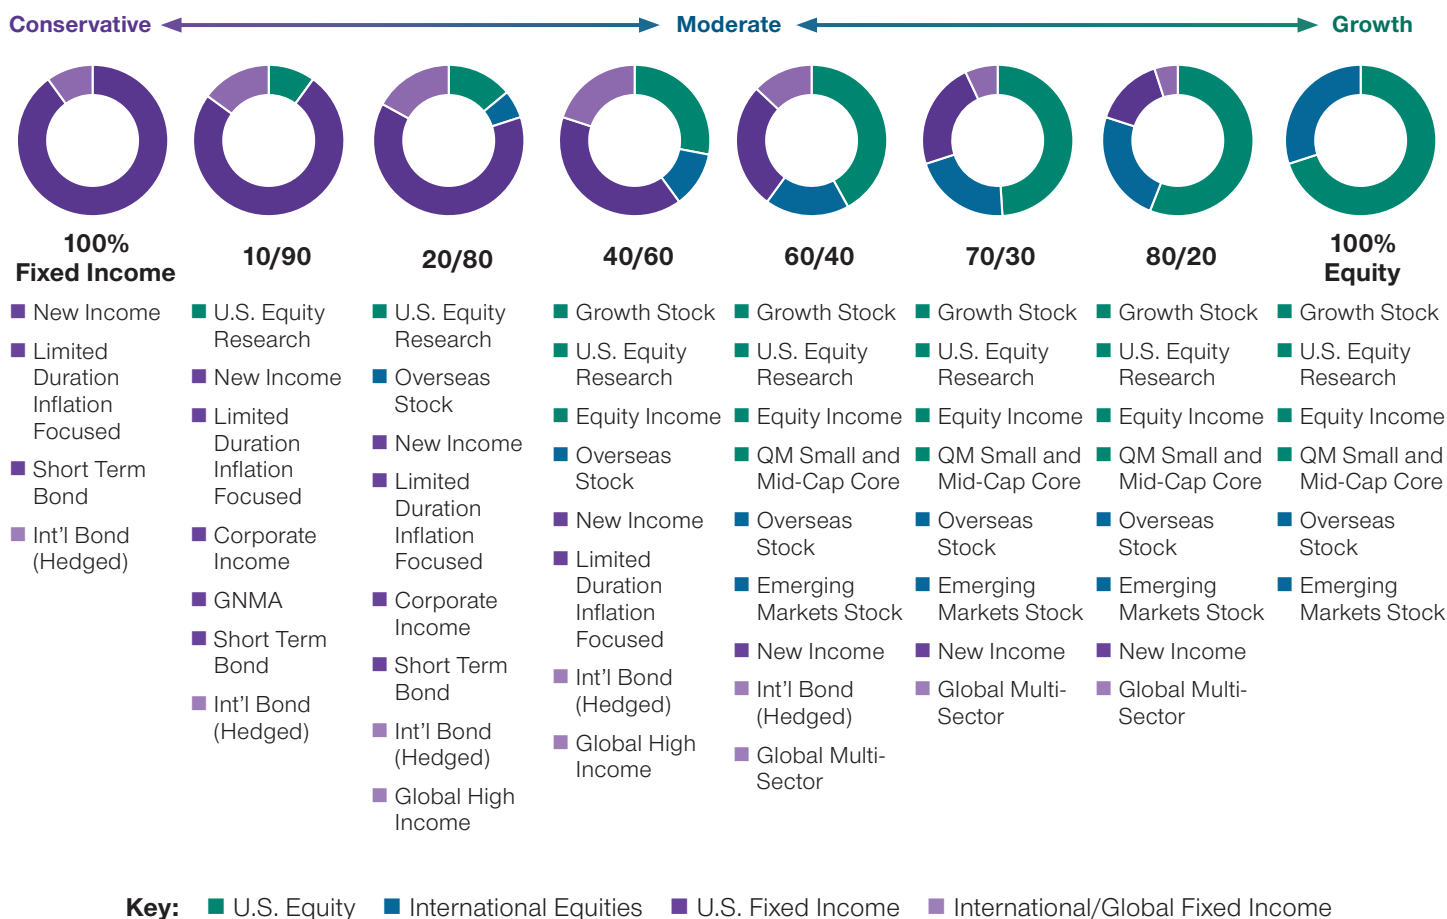 Conservative
Moderate
Growth
100%
Fixed Income
New Income
Limited
Duration
Inflation
Focused
Short Term
Bond
Int'l Bond
(Hedged)
10/90
U.S. Equity
Research
New Income
Limited
Duration
Inflation
Focused
Corporate
Income
GNMA
Short Term
Bond
Int'l Bond
(Hedged)
20/80
U.S. Equity
Research
Overseas
Stock
New Income
Limited
Duration
Inflation
Focused
Corporate
Income
Short Term
Bond
Int'l Bond
(Hedged)
Global High
Income
40/60
Growth Stock
U.S. Equity
Research
Equity Income
Overseas
Stock
New Income
Limited
Duration
Inflation
Focused
Int'l Bond
(Hedged)
Global High
Income
60/40
Growth Stock
U.S. Equity
Research
Equity Income
QM Small and
Mid-Cap Core
Overseas
Stock
Emerging
Markets Stock
New Income
Int'l Bond
(Hedged)
Global Multi-
Sector
70/30
Growth Stock
U.S. Equity
Research
Equity Income
QM Small and
Mid-Cap Core
Overseas
Stock
Emerging
Markets Stock
New Income
Global Multi-
Sector
80/20
Growth Stock
U.S. Equity
Research
Equity Income
QM Small and
Mid-Cap Core
Overseas
Stock
Emerging
Markets Stock
New Income
Global Multi-
Sector
100%
Equity
Growth Stock
U.S. Equity
Research
Equity Income
QM Small and
Mid-Cap Core
Overseas
Stock
Emerging
Markets Stock
Key: U.S. Equity International Equities U.S. Fixed Income International/Global Fixed Income